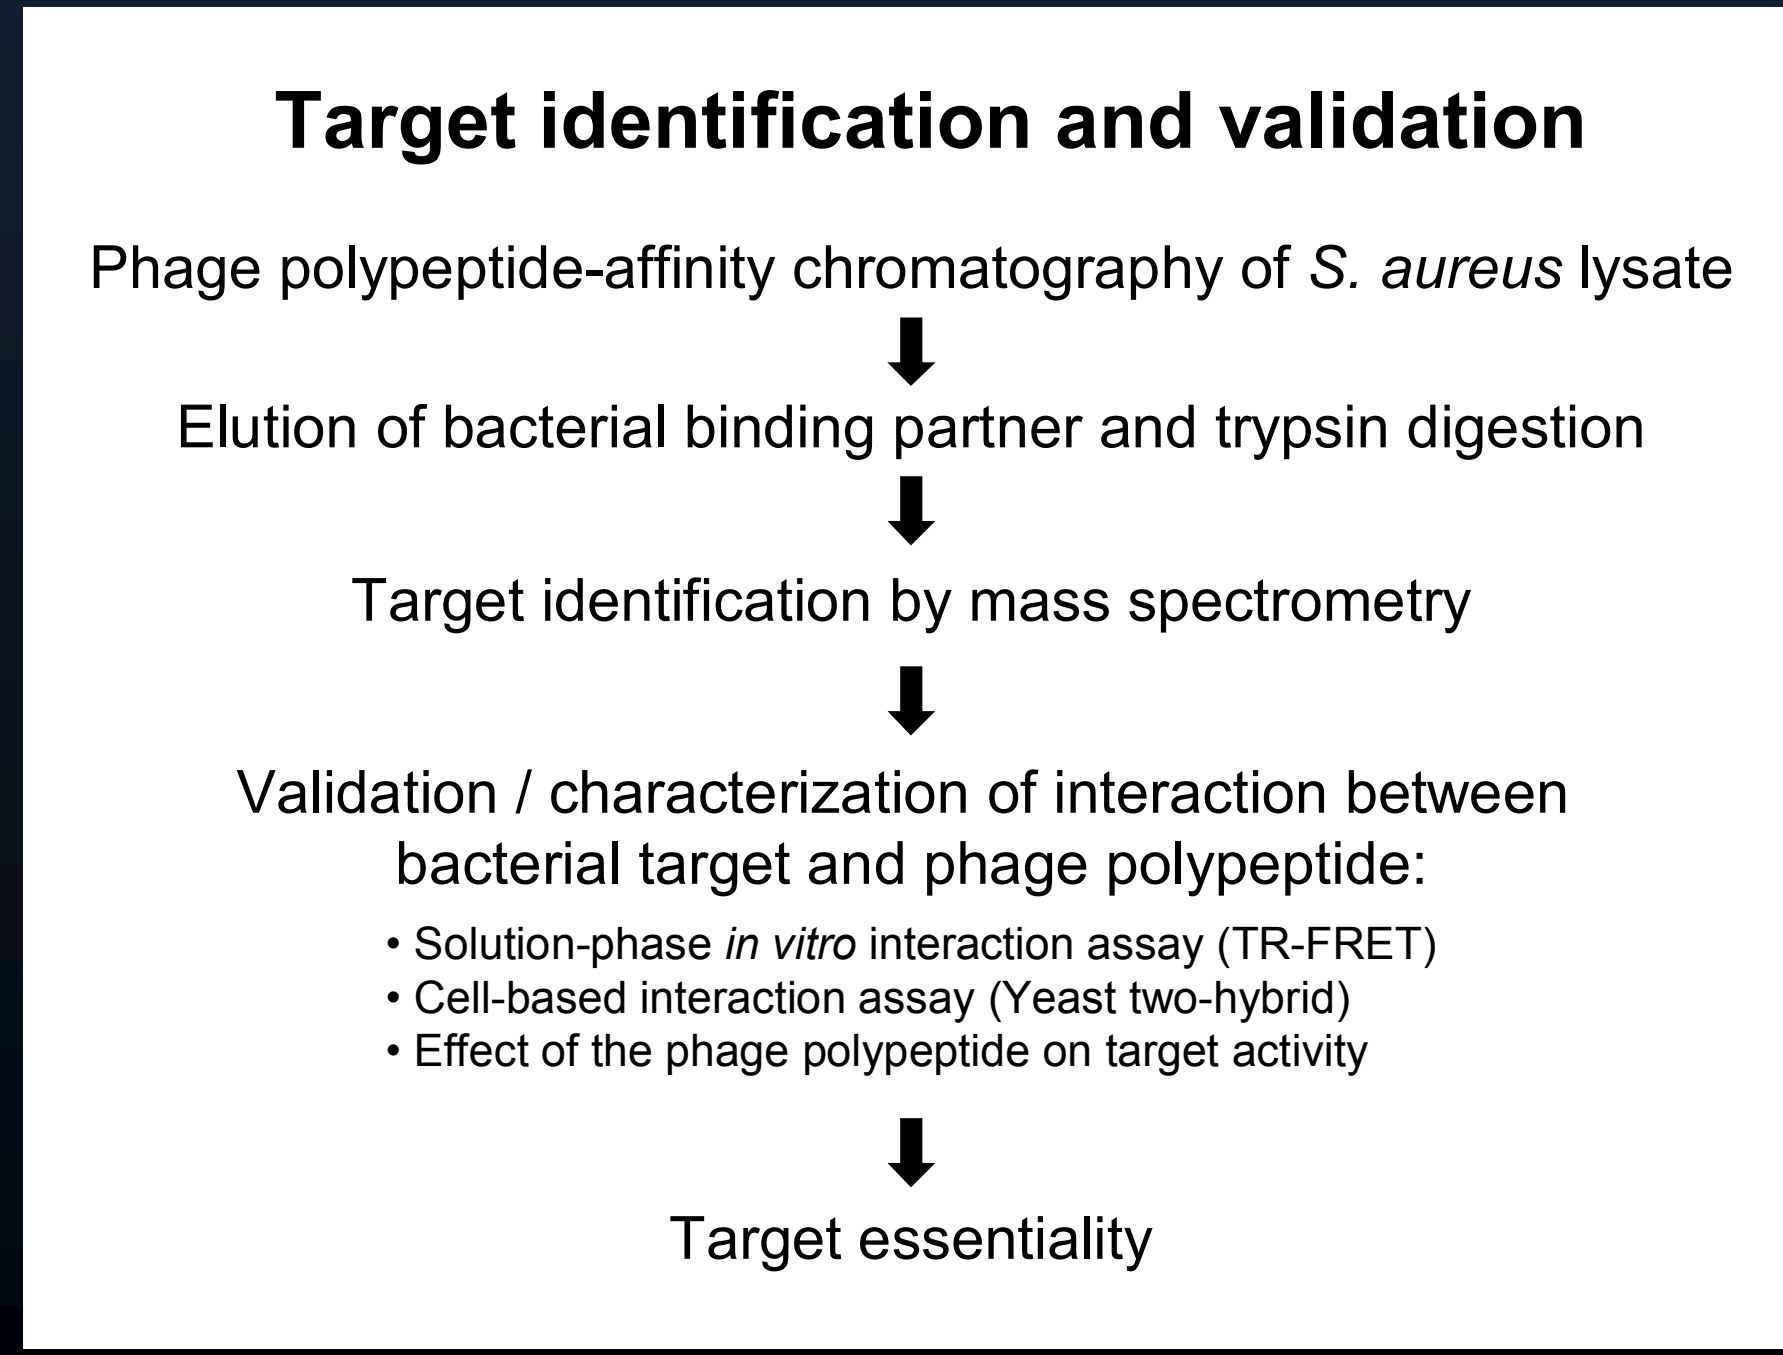 Target identification and validation
Phage polypeptide-affinity chromatography of S. aureus lysate
Elution of bacterial binding partner and trypsin digestion
Target identification by mass spectrometry
Validation / characterization of interaction between
bacterial target and phage polypeptide:
• Solution-phase in vitro interaction assay (TR-FRET)
• Cell-based interaction assay (Yeast two-hybrid)
• Effect of the phage polypeptide on target activity
Target essentiality